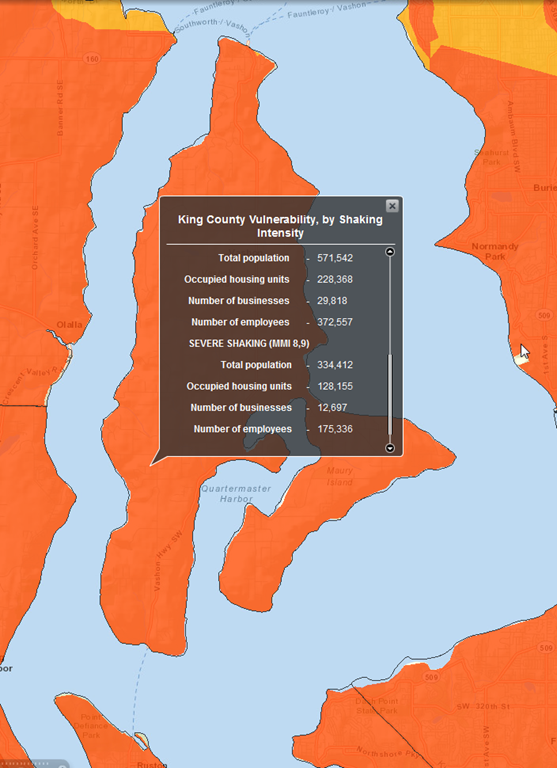 Fauntleroy / Vashon
Fauntleroy / Vashon
Southworth / Vashon
160
Banner Rd SE
Ambaum Blvd SW
Seahurst
Park
Burie
Orchard Ave SE
King County Vulnerability, by Shaking
Intensity
Total population - 571,542
Occupied housing units - 228,368
Number of businesses - 29,818
Number of employees - 372,557
SEVERE SHAKING (MMI 8,9)
Total population - 334,412
Occupied housing units - 128,155
Number of businesses - 12,697
Number of employees - 175,336
Normandy
Park
509
1st Ave S
Olalla
Crescent Valley R
Maury
Island
Quartermaster
Harbor
Vashon Hwy SW
509
509
bor
Dash Point
State Park
SW 320th St
Point
Defiance
Park
Northshore
Ruston
F